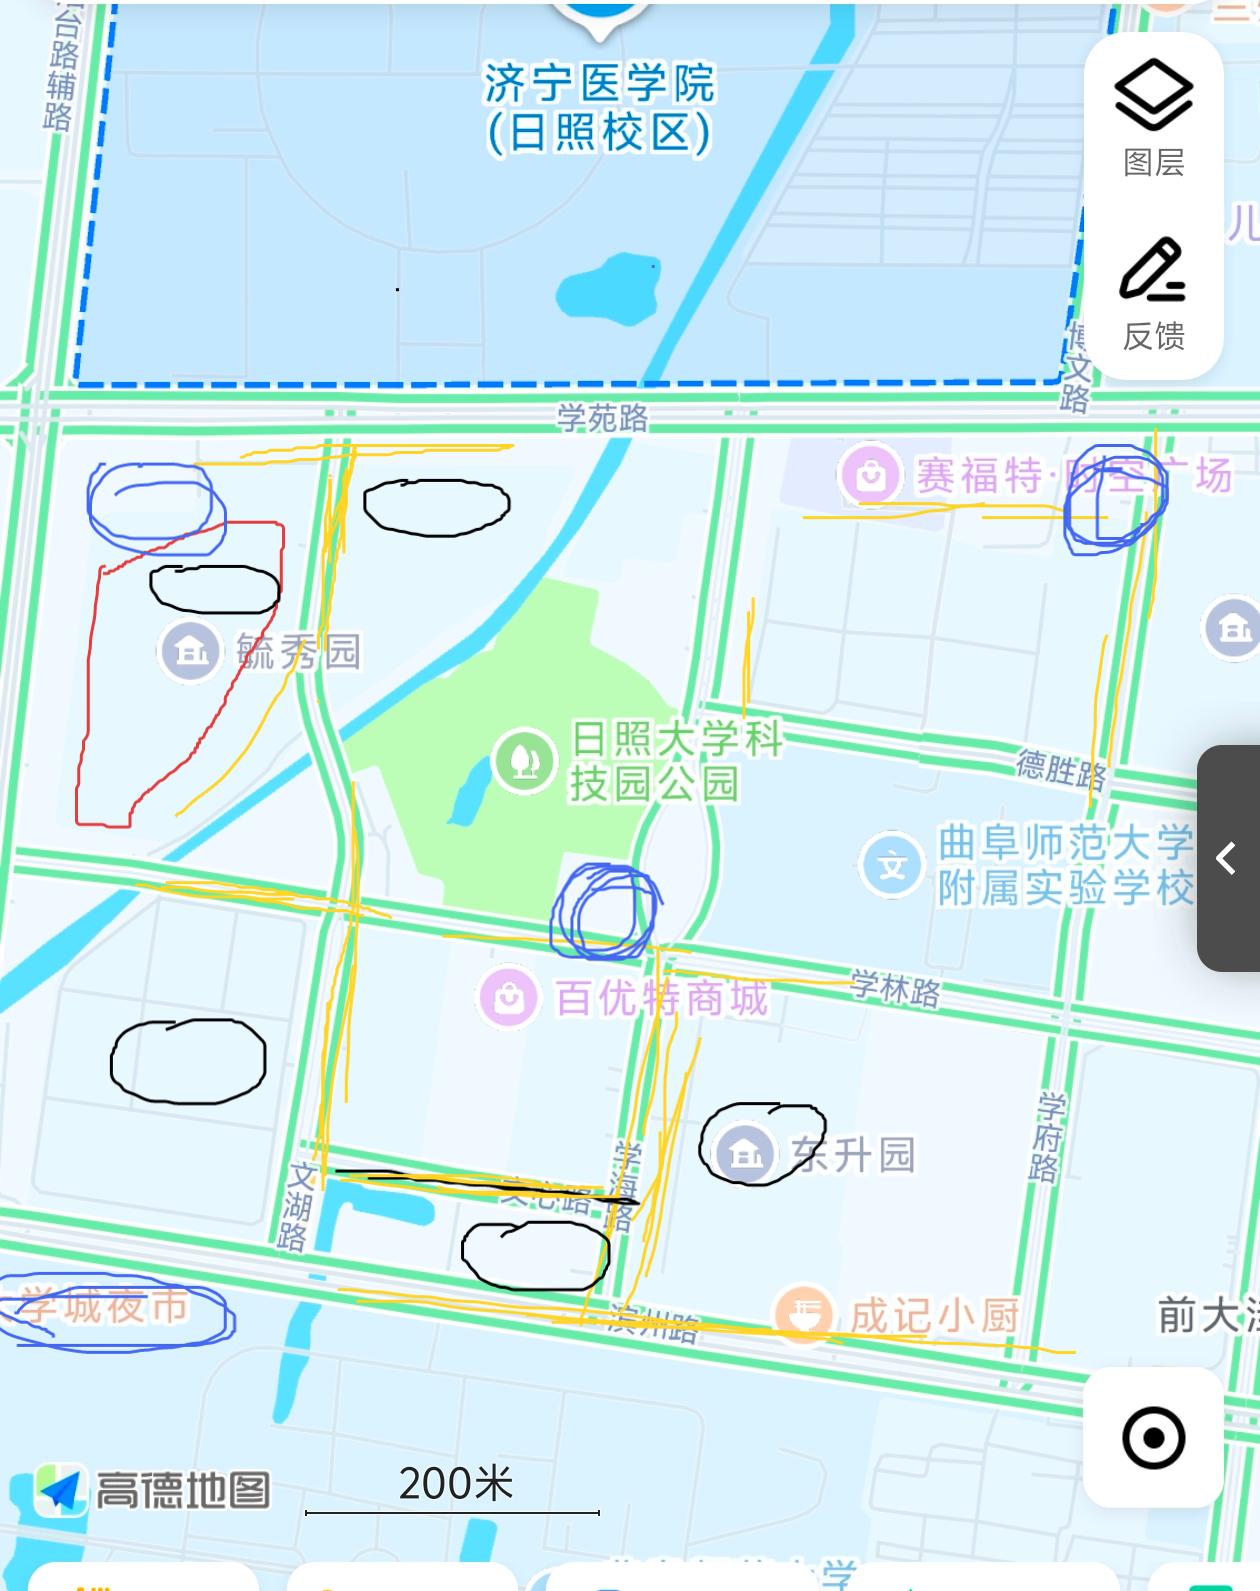 台路辅路
济宁医学院
(日照校区)
图层
反馈
博文路
学苑路
赛福特·时空广场
毓秀园
日照大学科
技园公园
德胜路
曲阜师范大学
附属实验学校
百优特商城
学林路
学府路
学海路
东升园
文心路
文湖路
学城夜市
滨州路
成记小厨
前大洼
高德地图
200米